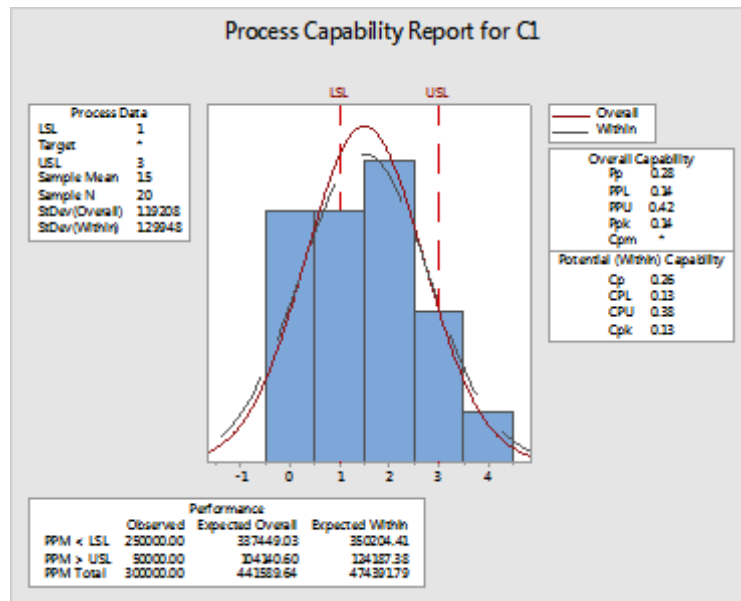 Process Capability Report for C1
LSL
USL
Process Data
LSL 1
Target *
USL 3
Sample Mean 1.5
Sample N 20
StDev(Overall) 1.19208
StDev(Within) 1.29948
Overall
Within
Overall Capability
Pp 0.28
PPL 0.14
PPU 0.42
Ppk 0.14
Cpm *
Potential (Within) Capability
Cp 0.26
CPL 0.13
CPU 0.38
Cpk 0.13
-1 0 1 2 3 4
Performance
Observed Expected Overall Expected Within
PPM < LSL 250000.00 337449.03 350204.41
PPM > USL 50000.00 104140.60 124187.38
PPM Total 300000.00 441589.64 474391.79